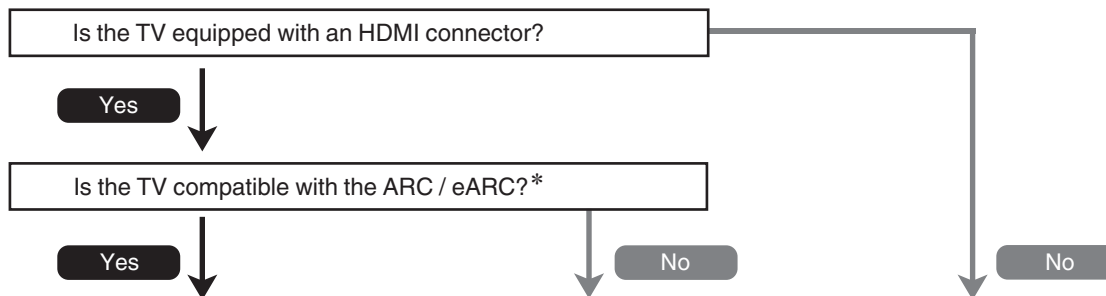 Is the TV equipped with an HDMI connector?
Yes
Is the TV compatible with the ARC / eARC?*
Yes
No
No